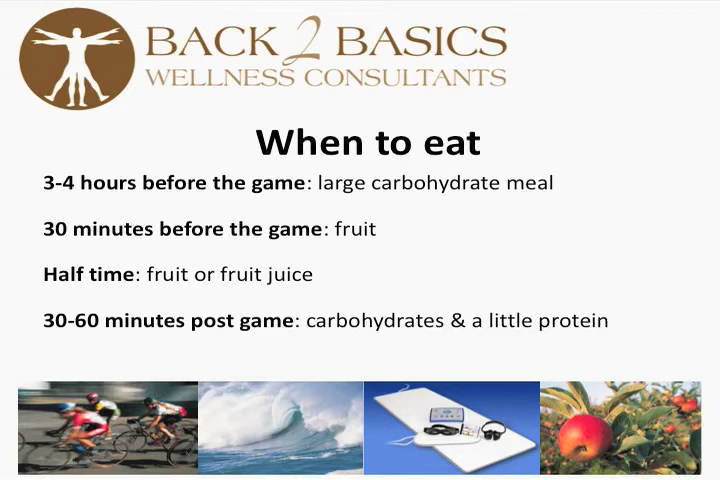 BACK 2 BASICS
WELLNESS CONSULTANTS
When to eat
3-4 hours before the game: large carbohydrate meal
30 minutes before the game: fruit
Half time: fruit or fruit juice
30-60 minutes post game: carbohydrates & a little protein